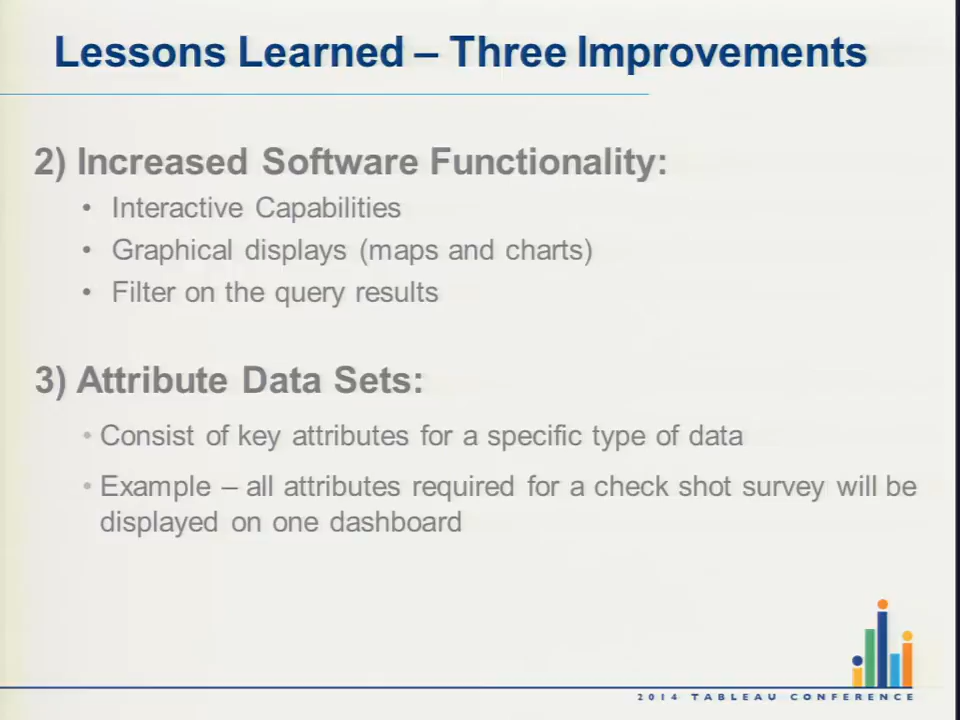 Lessons Learned – Three Improvements
2) Increased Software Functionality:
• Interactive Capabilities
• Graphical displays (maps and charts)
• Filter on the query results
3) Attribute Data Sets:
• Consist of key attributes for a specific type of data
• Example – all attributes required for a check shot survey will be
displayed on one dashboard
2014 TABLEAU CONFERENCE